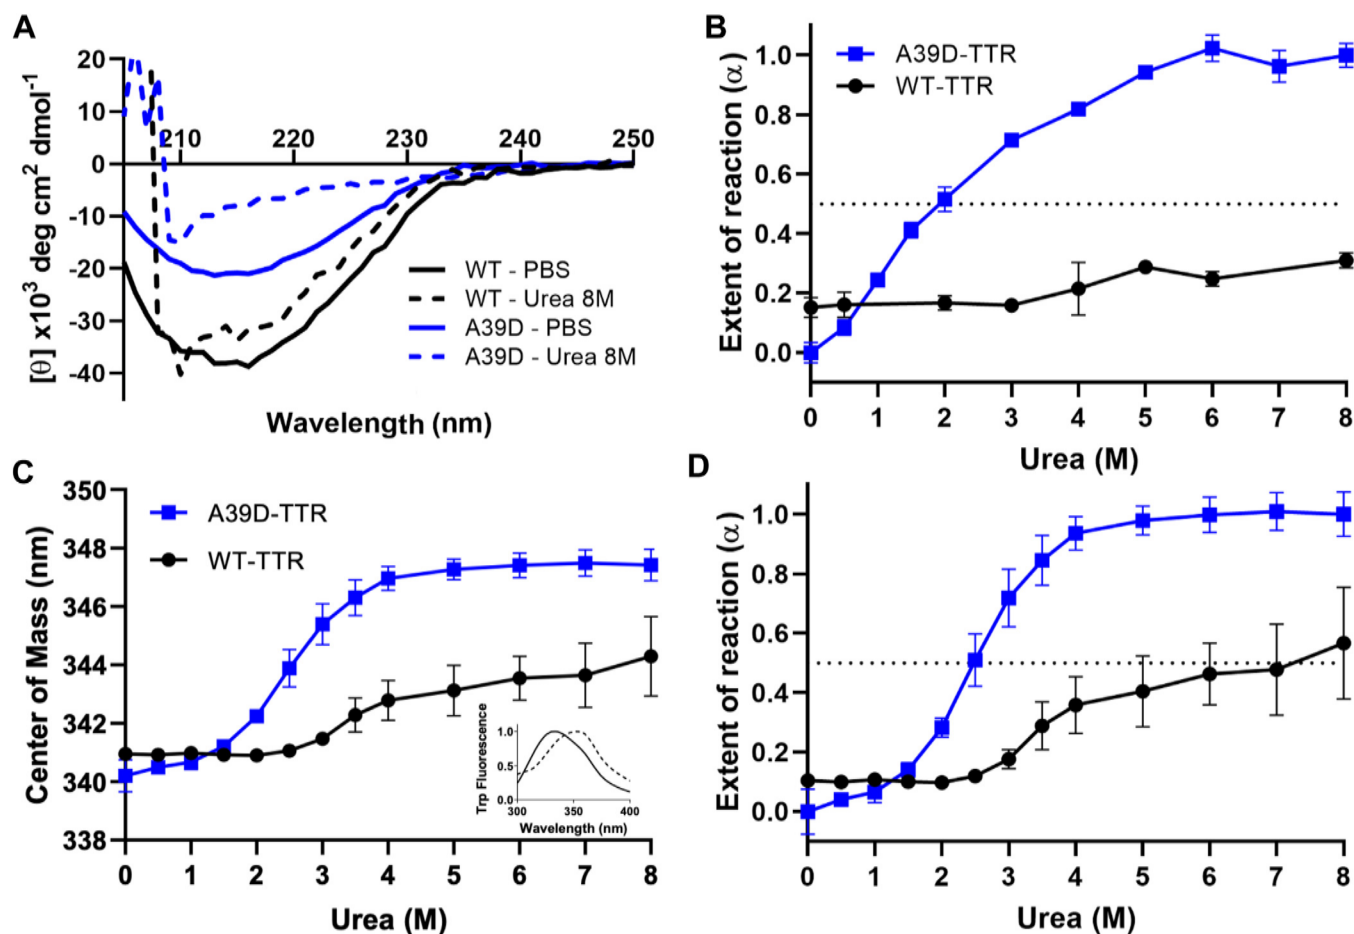 A
20
10
0
-10
-20
-30
-40
[θ] x10³ deg cm² dmol⁻¹
210 220 230 240 250
WT - PBS
WT - Urea 8M
A39D - PBS
A39D - Urea 8M
Wavelength (nm)
B
1.0
0.8
0.6
0.4
0.2
0.0
Extent of reaction (α)
A39D-TTR
WT-TTR
0 1 2 3 4 5 6 7 8
Urea (M)
C
350
348
346
344
342
340
338
Center of Mass (nm)
A39D-TTR
WT-TTR
Trp Fluorescence
1.0
0.5
0.0
300 350 400
Wavelength (nm)
0 1 2 3 4 5 6 7 8
Urea (M)
D
1.0
0.8
0.6
0.4
0.2
0.0
Extent of reaction (α)
0 1 2 3 4 5 6 7 8
Urea (M)